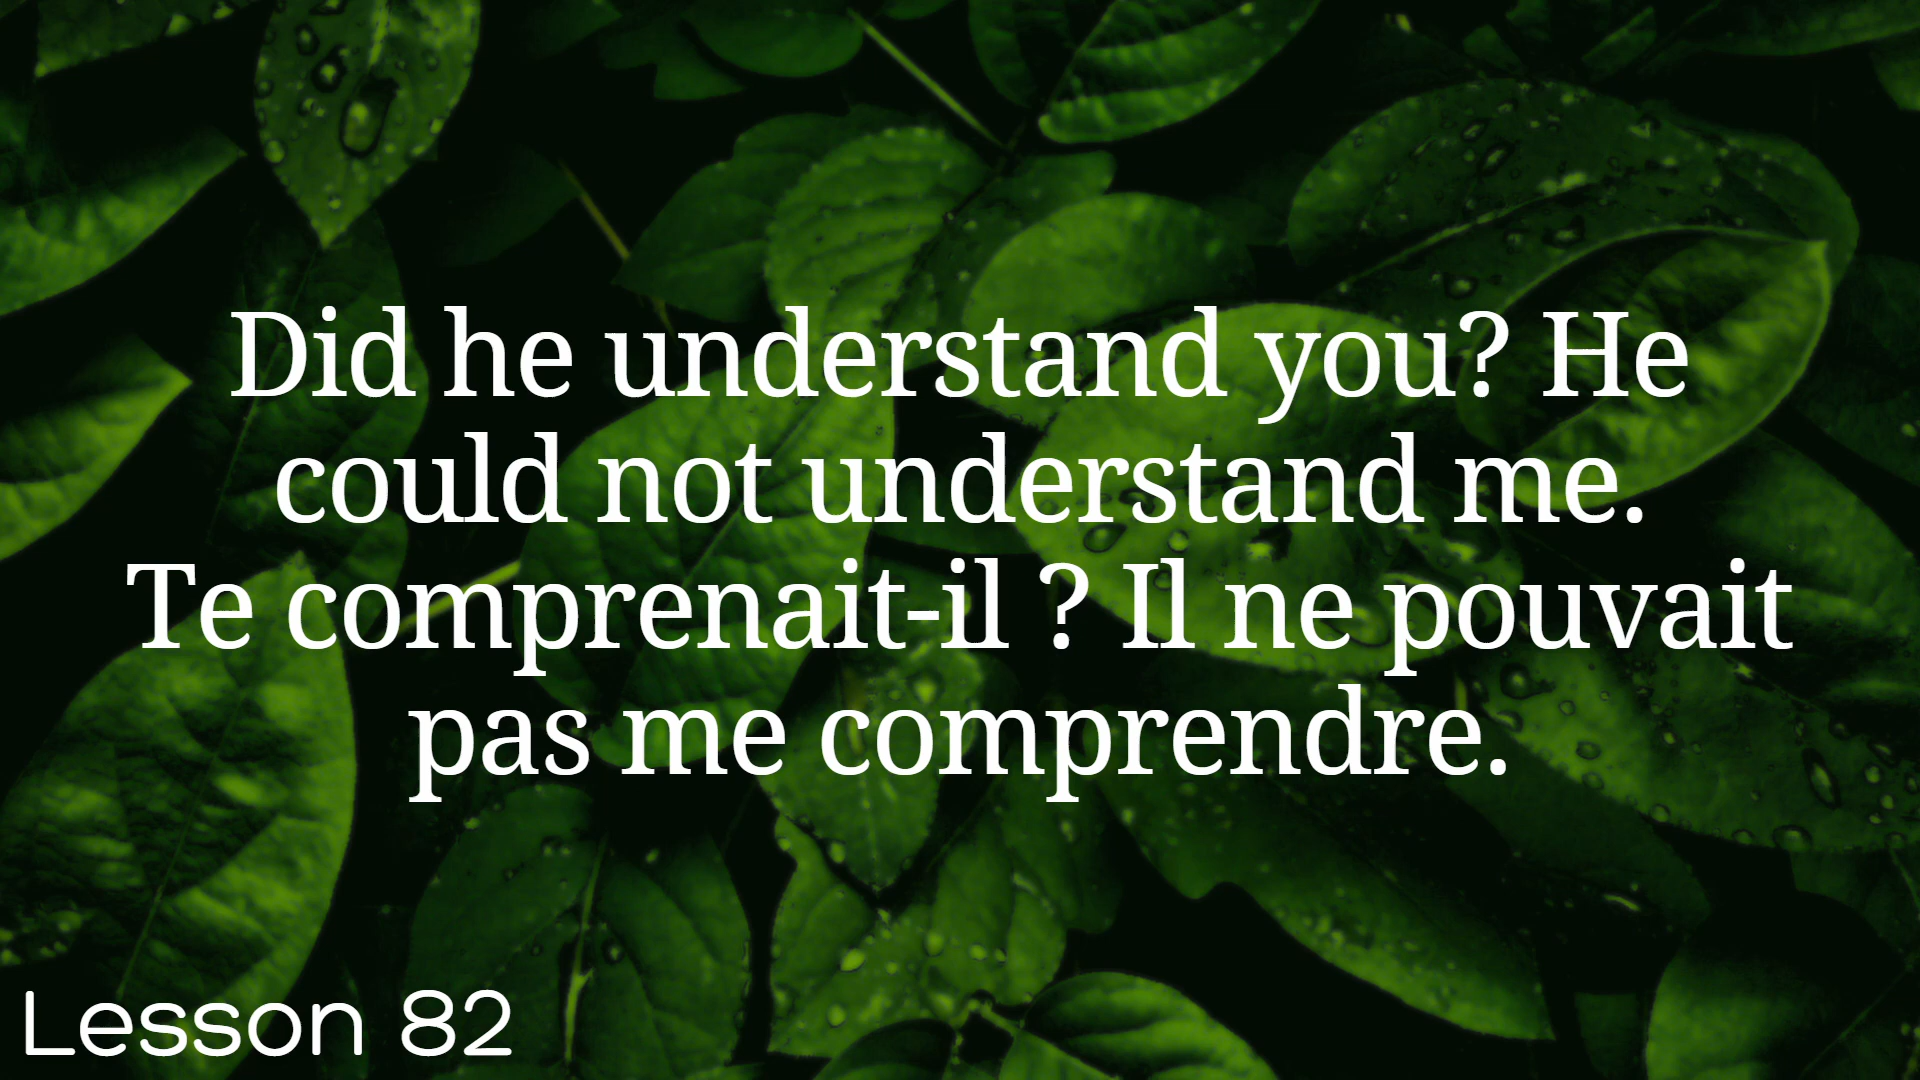 Did he understand you? He
could not understand me.
Te comprenait-il ? Il ne pouvait
pas me comprendre.
Lesson 82